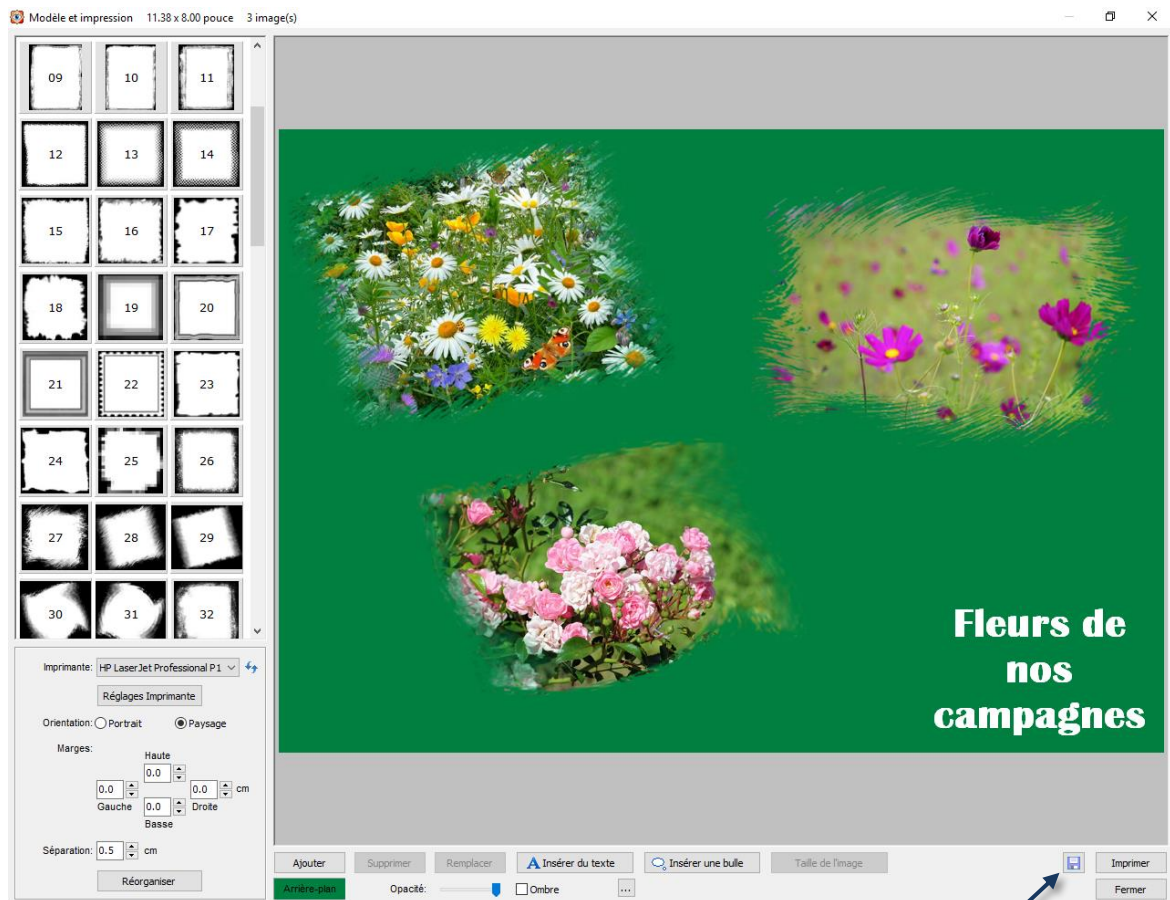 Modèle et impression 11.38 x 8.00 pouce 3 image(s)
09 10 11
12 13 14
15 16 17
18 19 20
21 22 23
24 25 26
27 28 29
30 31 32
Fleurs de
nos
campagnes
Imprimante: HP LaserJet Professional P1
Réglages Imprimante
Orientation: Portrait Paysage
Marges:
Haute
0.0
0.0 0.0 cm
Gauche 0.0 Droite
Basse
Séparation: 0.5 cm
Réorganiser
Ajouter Supprimer Remplacer A Insérer du texte Insérer une bulle Taille de l'image Imprimer
Arrière-plan Opacité: Ombre ... Fermer